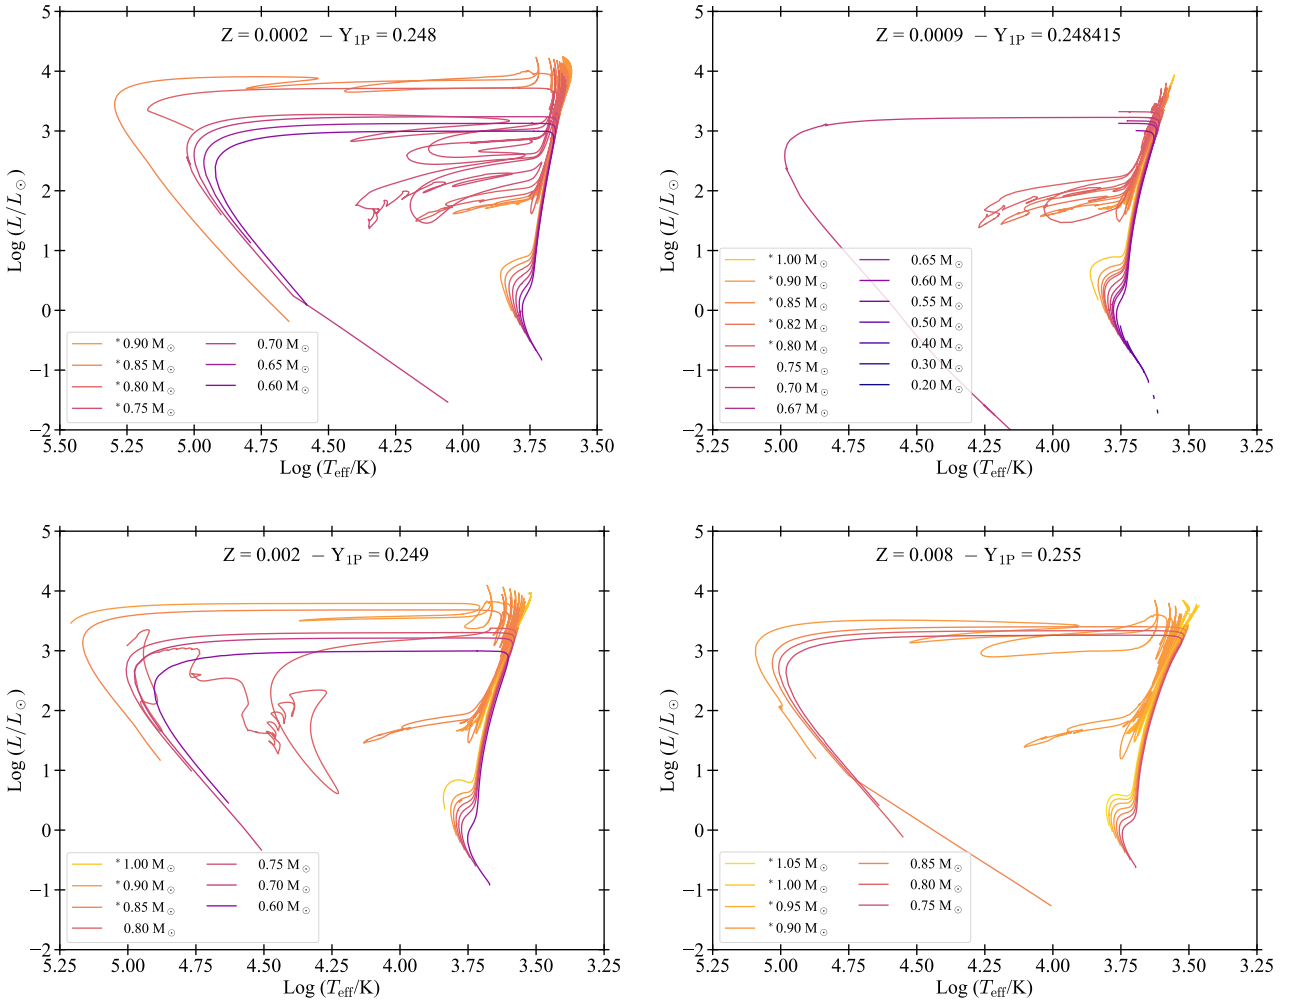 Z = 0.0002 − Y1P = 0.248
5
4
3
2
1
0
−1
−2
Log (L/L⊙)
* 0.90 M⊙
* 0.85 M⊙
* 0.80 M⊙
* 0.75 M⊙
0.70 M⊙
0.65 M⊙
0.60 M⊙
5.50 5.25 5.00 4.75 4.50 4.25 4.00 3.75 3.50
Log (Teff/K)
Z = 0.0009 − Y1P = 0.248415
5
4
3
2
1
0
−1
−2
Log (L/L⊙)
* 1.00 M⊙
* 0.90 M⊙
* 0.85 M⊙
* 0.82 M⊙
* 0.80 M⊙
0.75 M⊙
0.70 M⊙
0.67 M⊙
0.65 M⊙
0.60 M⊙
0.55 M⊙
0.50 M⊙
0.40 M⊙
0.30 M⊙
0.20 M⊙
5.25 5.00 4.75 4.50 4.25 4.00 3.75 3.50 3.25
Log (Teff/K)
Z = 0.002 − Y1P = 0.249
5
4
3
2
1
0
−1
−2
Log (L/L⊙)
* 1.00 M⊙
* 0.90 M⊙
* 0.85 M⊙
0.80 M⊙
0.75 M⊙
0.70 M⊙
0.60 M⊙
5.25 5.00 4.75 4.50 4.25 4.00 3.75 3.50 3.25
Log (Teff/K)
Z = 0.008 − Y1P = 0.255
5
4
3
2
1
0
−1
−2
Log (L/L⊙)
* 1.05 M⊙
* 1.00 M⊙
* 0.95 M⊙
* 0.90 M⊙
0.85 M⊙
0.80 M⊙
0.75 M⊙
5.25 5.00 4.75 4.50 4.25 4.00 3.75 3.50 3.25
Log (Teff/K)